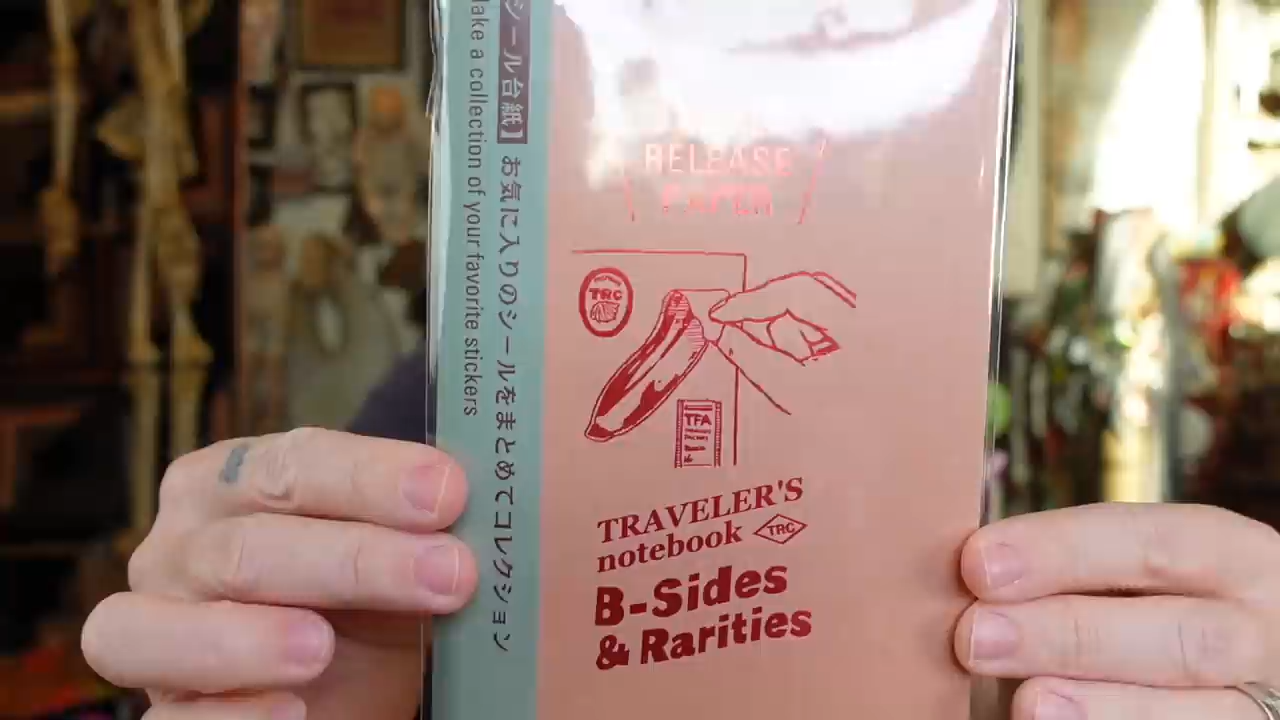 シール台紙】 お気に入りのシールをまとめてコレクション
ake a collection of your favorite stickers
RELEASE
PAPER
TRC
TFA
TRAVELER'S
notebook TRC
B-Sides
& Rarities